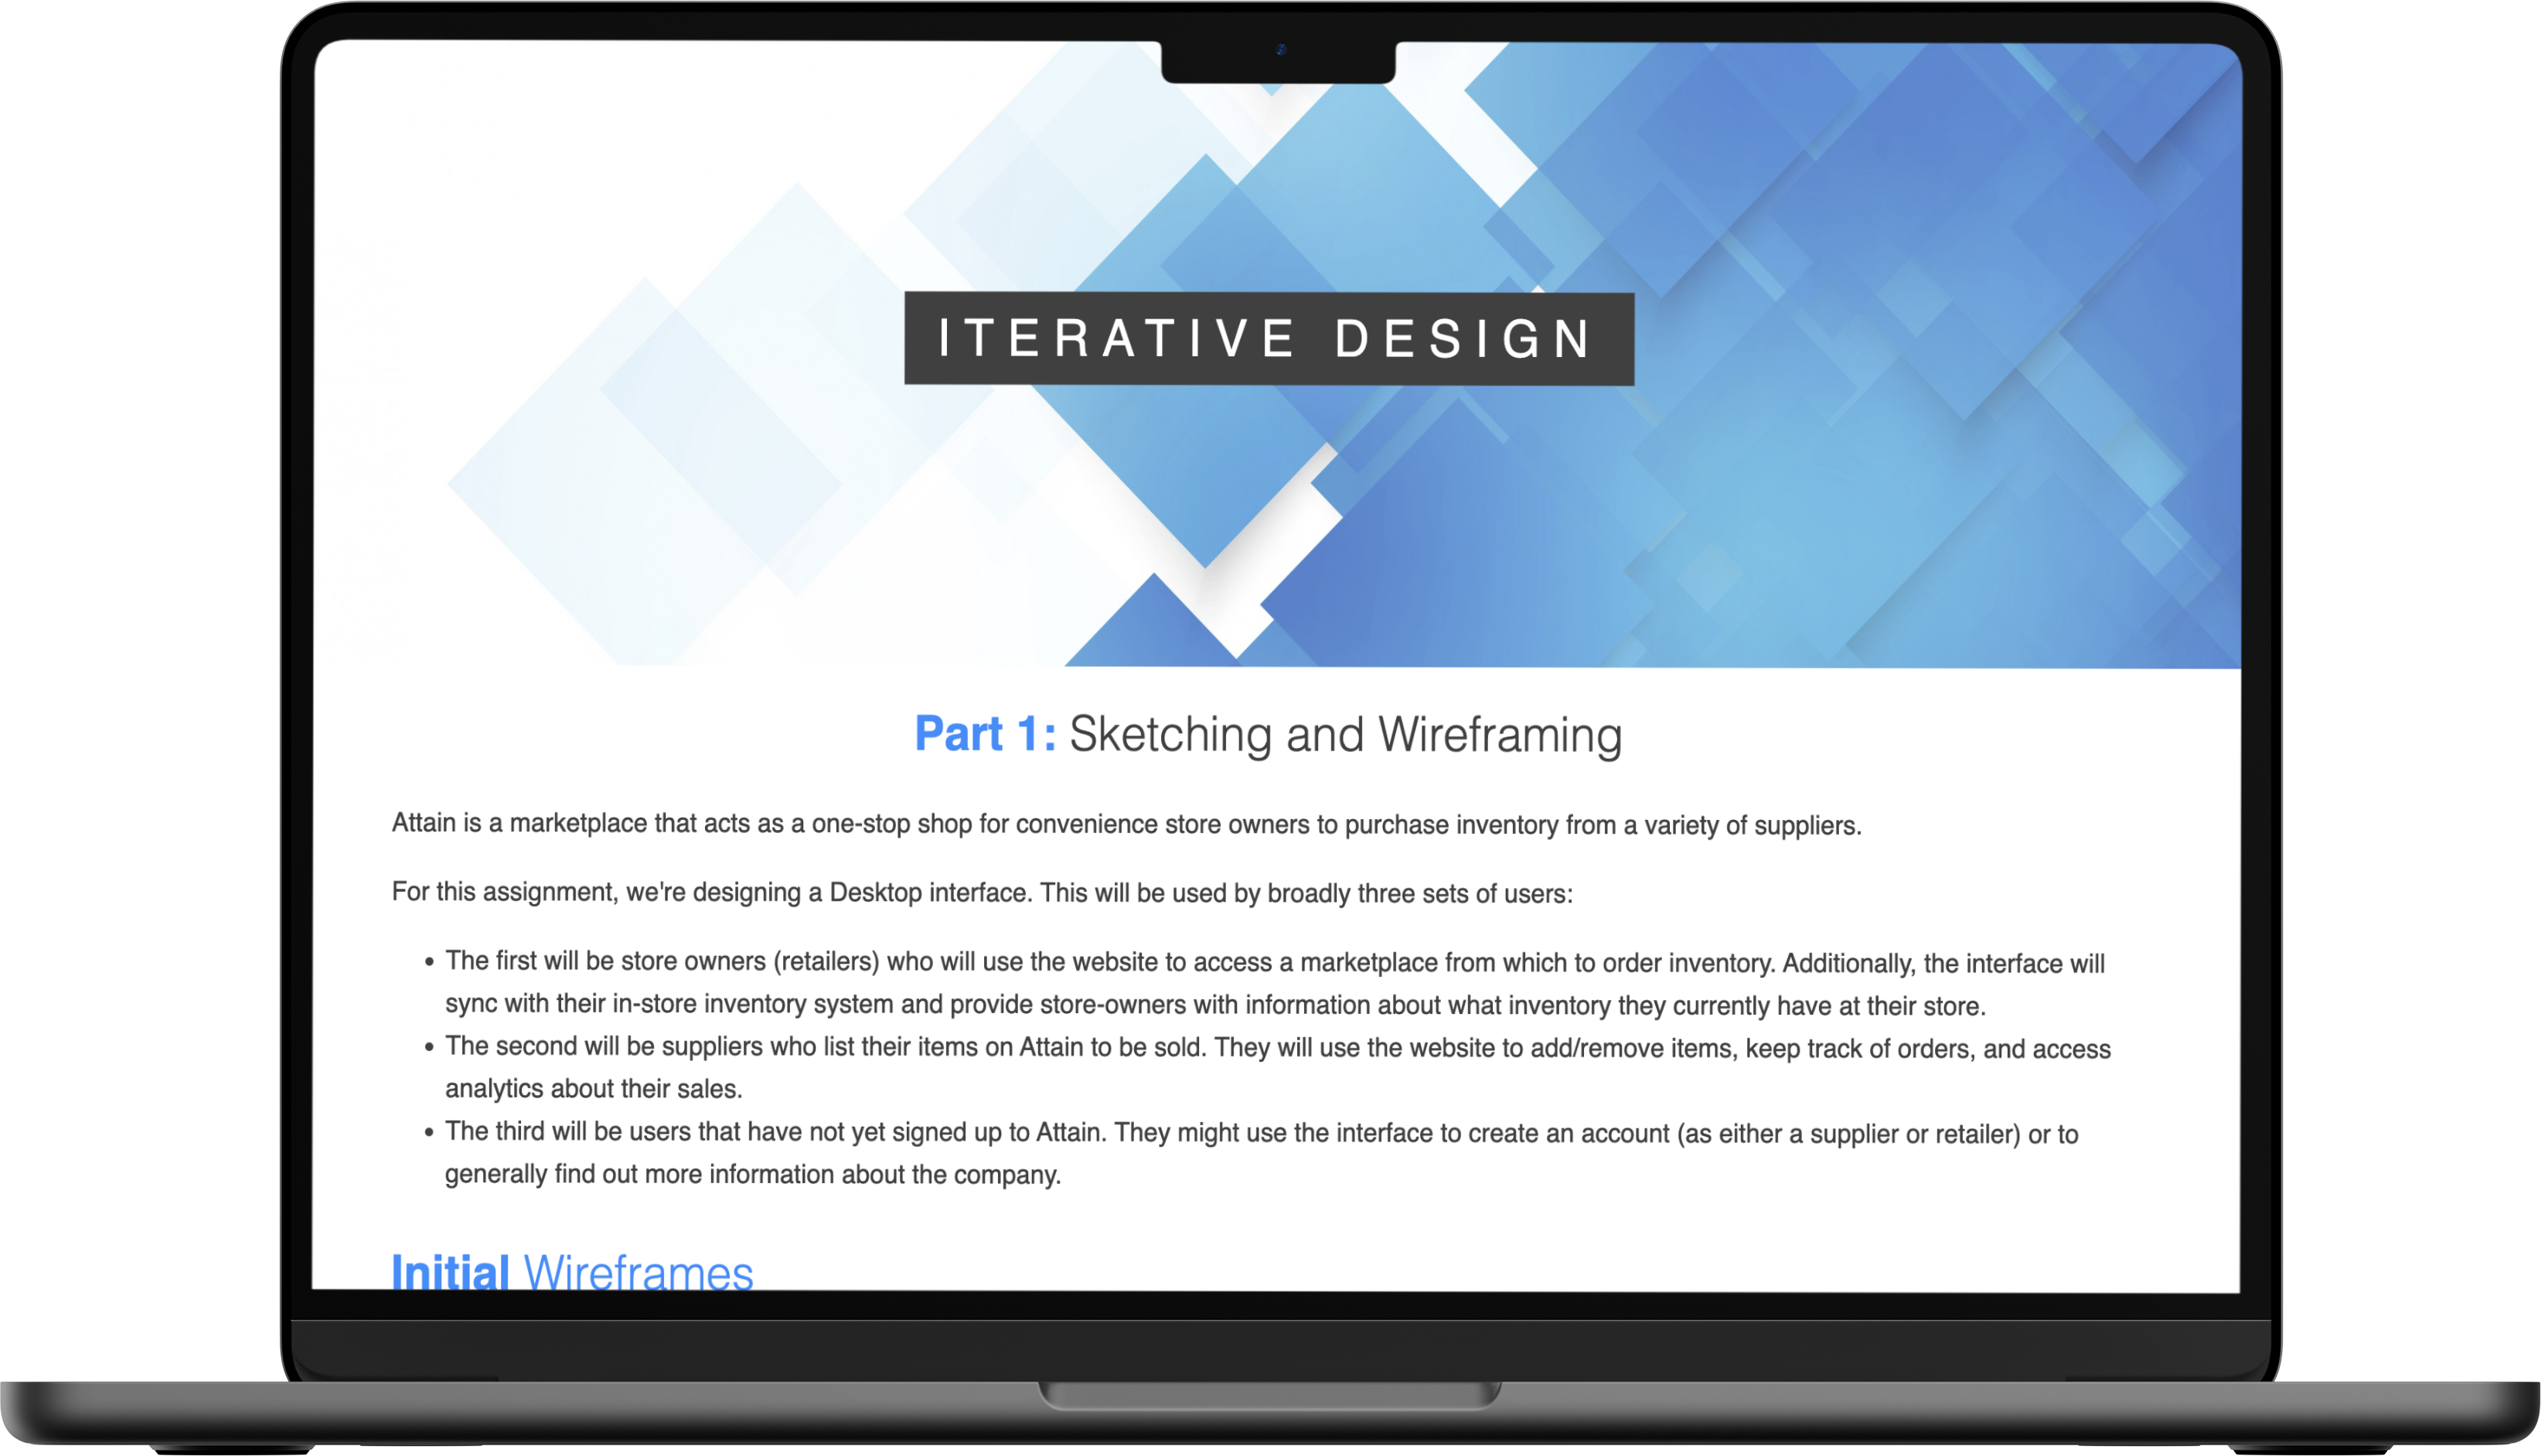 ITERATIVE DESIGN
Part 1: Sketching and Wireframing
Attain is a marketplace that acts as a one-stop shop for convenience store owners to purchase inventory from a variety of suppliers.
For this assignment, we're designing a Desktop interface. This will be used by broadly three sets of users:
• The first will be store owners (retailers) who will use the website to access a marketplace from which to order inventory. Additionally, the interface will
sync with their in-store inventory system and provide store-owners with information about what inventory they currently have at their store.
• The second will be suppliers who list their items on Attain to be sold. They will use the website to add/remove items, keep track of orders, and access
analytics about their sales.
• The third will be users that have not yet signed up to Attain. They might use the interface to create an account (as either a supplier or retailer) or to
generally find out more information about the company.
Initial Wireframes